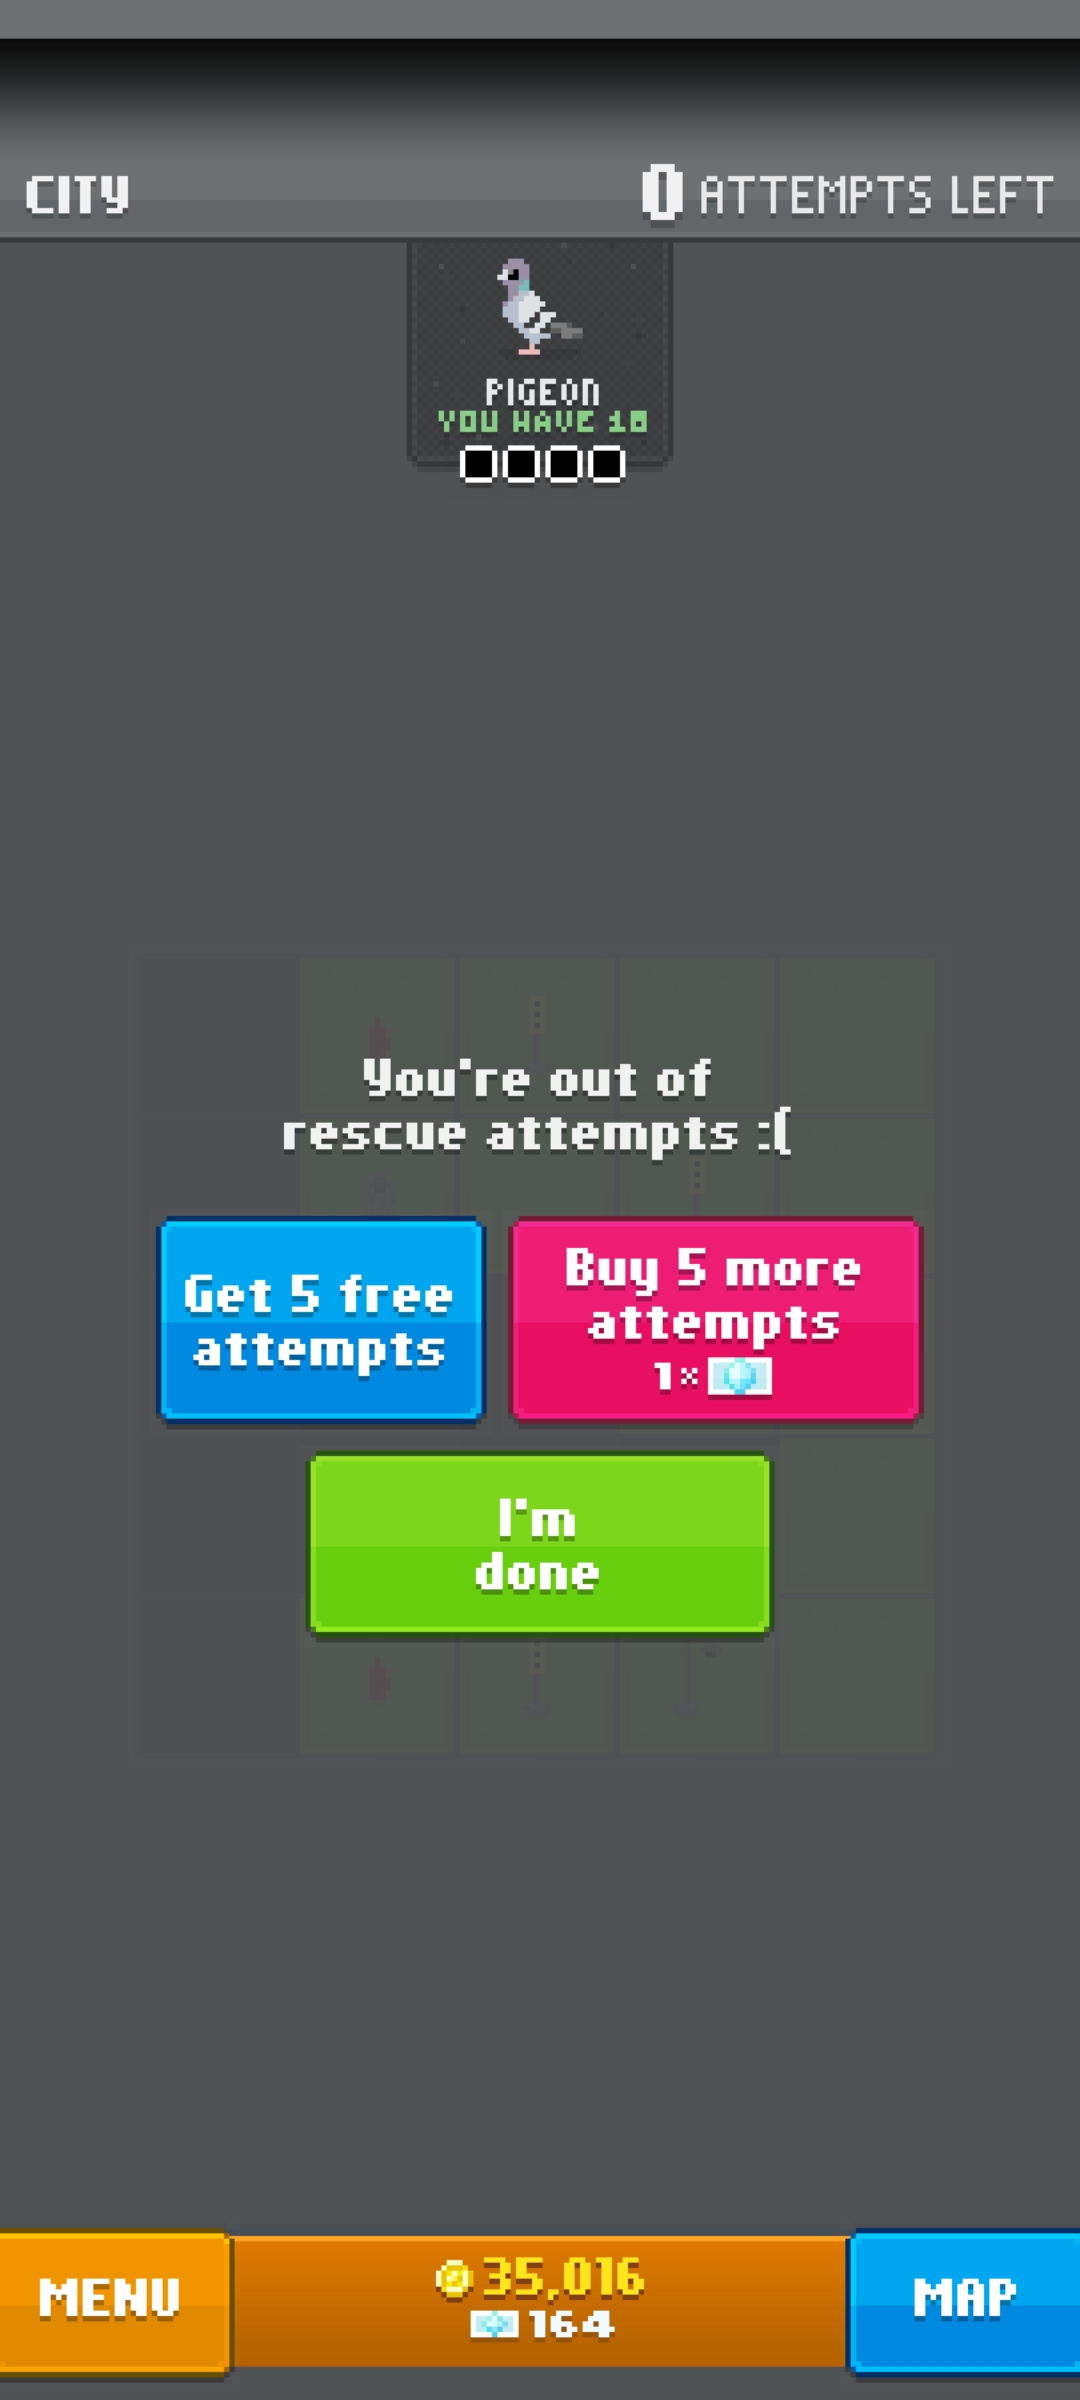 CITY
0 ATTEMPTS LEFT
PIGEON
YOU HAVE 10
You're out of
rescue attempts :(
Get 5 free
attempts
Buy 5 more
attempts
1×
I'm
done
MENU
35,016
164
MAP